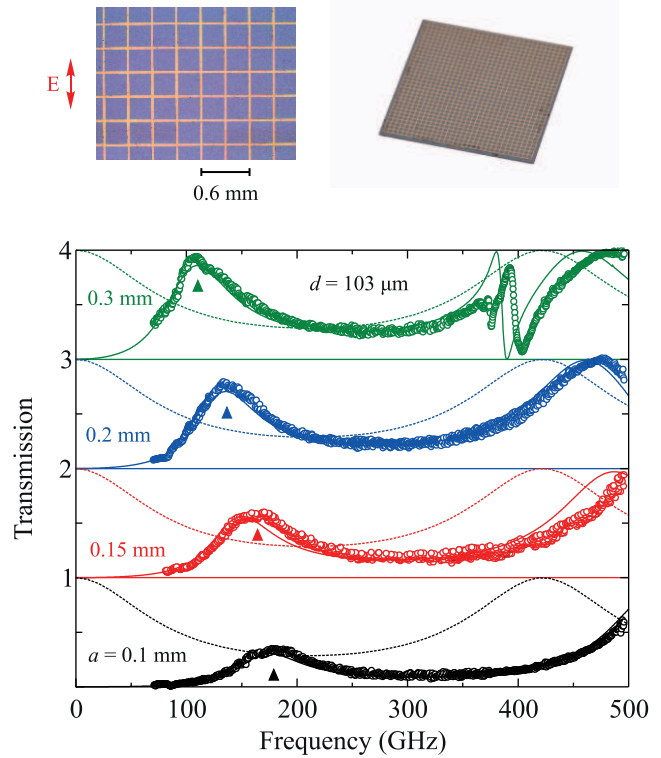 E
0.6 mm
4
0.3 mm
d = 103 μm
3
0.2 mm
2
0.15 mm
1
a = 0.1 mm
0
100
200
300
400
500
Transmission
Frequency (GHz)